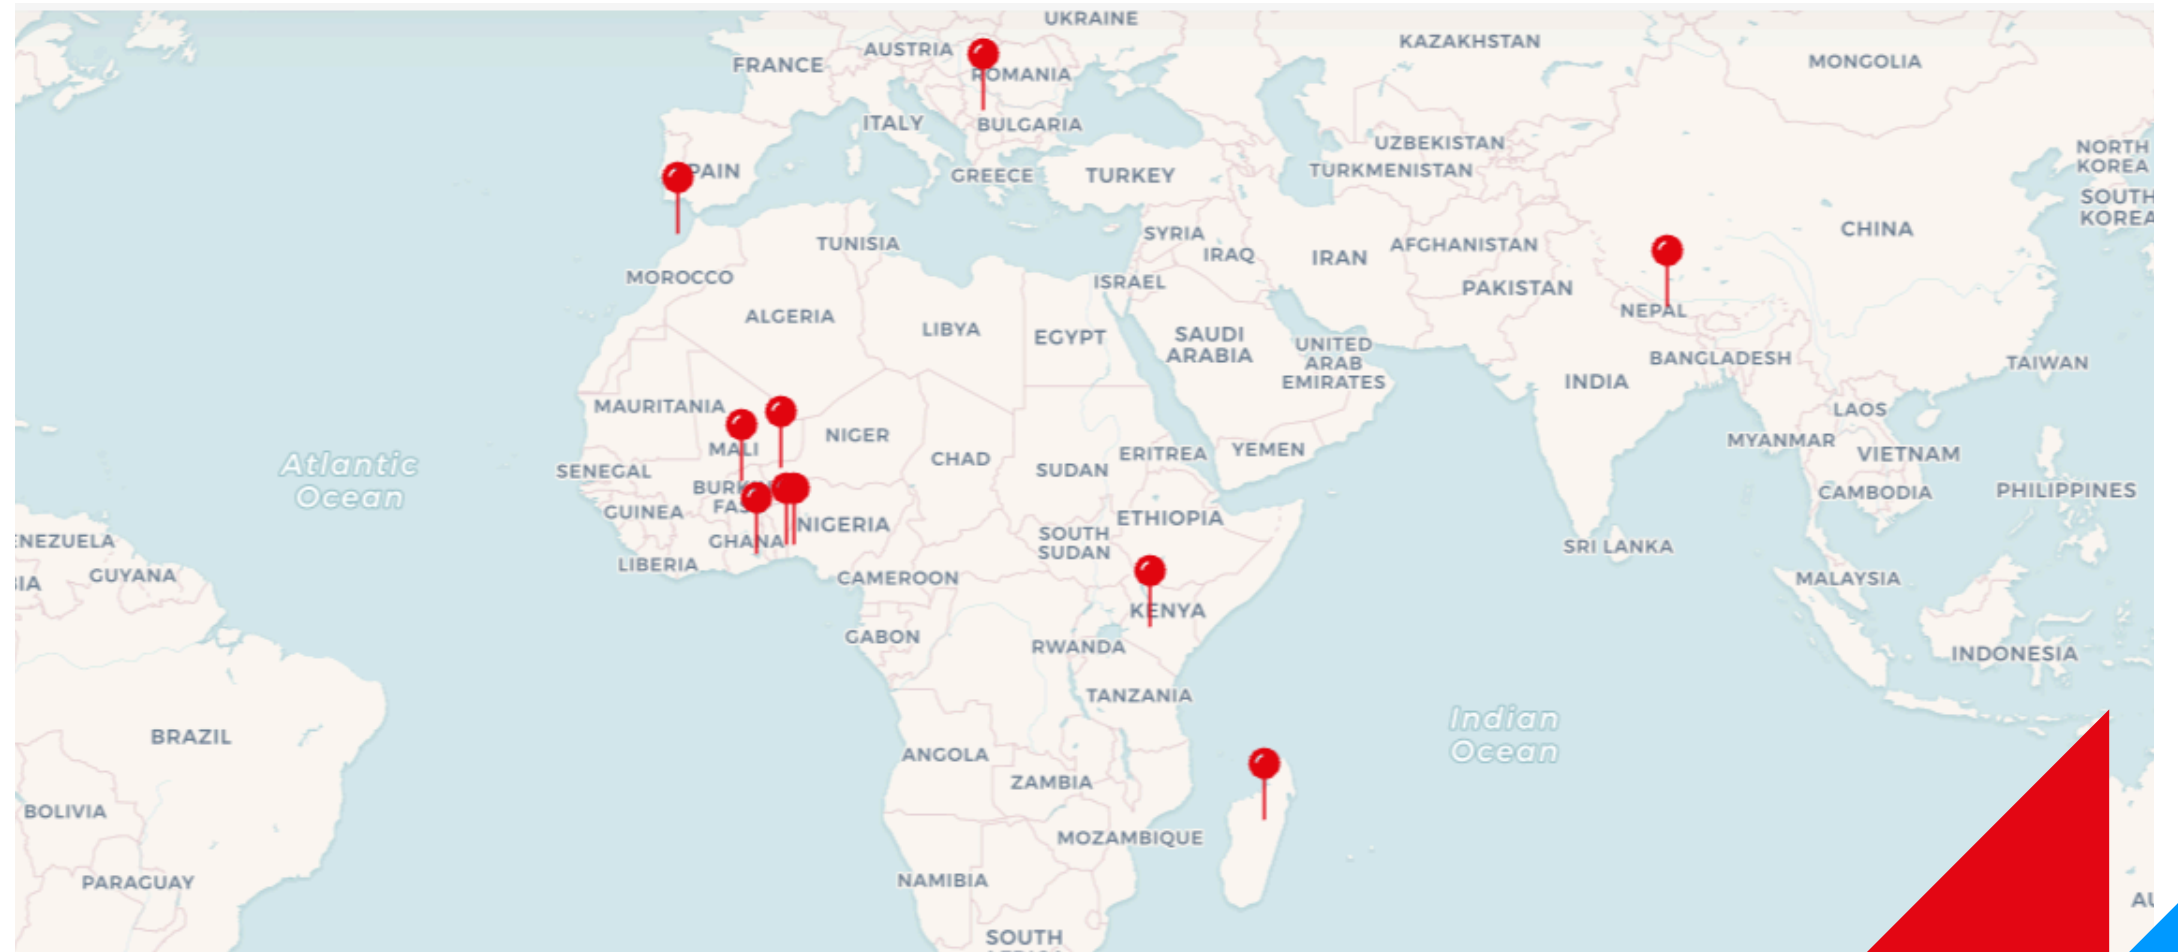 UKRAINE
AUSTRIA
KAZAKHSTAN
FRANCE
ROMANIA
MONGOLIA
ITALY
BULGARIA
UZBEKISTAN
NORTH
KOREA
PAIN
GREECE
TURKEY
TURKMENISTAN
SOUTH
KOREA
TUNISIA
SYRIA
IRAQ
IRAN
AFGHANISTAN
CHINA
MOROCCO
ISRAEL
PAKISTAN
ALGERIA
LIBYA
EGYPT
SAUDI
ARABIA
UNITED
ARAB
EMIRATES
NEPAL
BANGLADESH
TAIWAN
INDIA
MAURITANIA
LAOS
MALI
NIGER
MYANMAR
VIETNAM
Atlantic
Ocean
SENEGAL
CHAD
SUDAN
ERITREA
YEMEN
BURK
FAS
CAMBODIA
PHILIPPINES
GUINEA
NIGERIA
ETHIOPIA
GHANA
SOUTH
SUDAN
SRI LANKA
ENEZUELA
LIBERIA
IA
GUYANA
CAMEROON
MALAYSIA
KENYA
GABON
RWANDA
INDONESIA
TANZANIA
Indian
Ocean
BRAZIL
ANGOLA
ZAMBIA
BOLIVIA
MOZAMBIQUE
PARAGUAY
NAMIBIA
AU
SOUTH